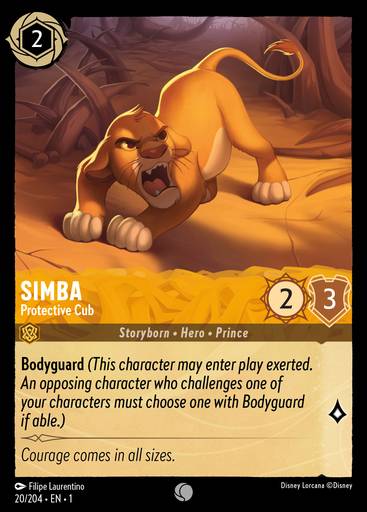 2
SIMBA
Protective Cub
2
3
Storyborn • Hero • Prince
Bodyguard (This character may enter play exerted.
An opposing character who challenges one of
your characters must choose one with Bodyguard
if able.)
Courage comes in all sizes.
Filipe Laurentino
Disney Lorcana ©Disney
20/204 • EN • 1